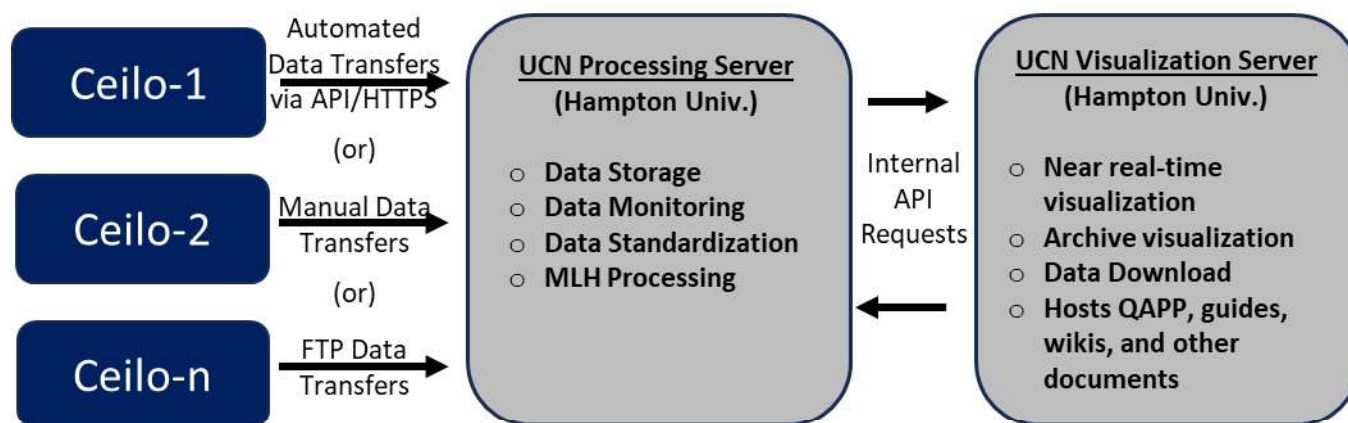 Ceilo-1
Automated
Data Transfers
via API/HTTPS
(or)
Ceilo-2
Manual Data
Transfers
(or)
Ceilo-n
FTP Data
Transfers
UCN Processing Server
(Hampton Univ.)
o Data Storage
o Data Monitoring
o Data Standardization
o MLH Processing
Internal
API
Requests
UCN Visualization Server
(Hampton Univ.)
o Near real-time
visualization
o Archive visualization
o Data Download
o Hosts QAPP, guides,
wikis, and other
documents